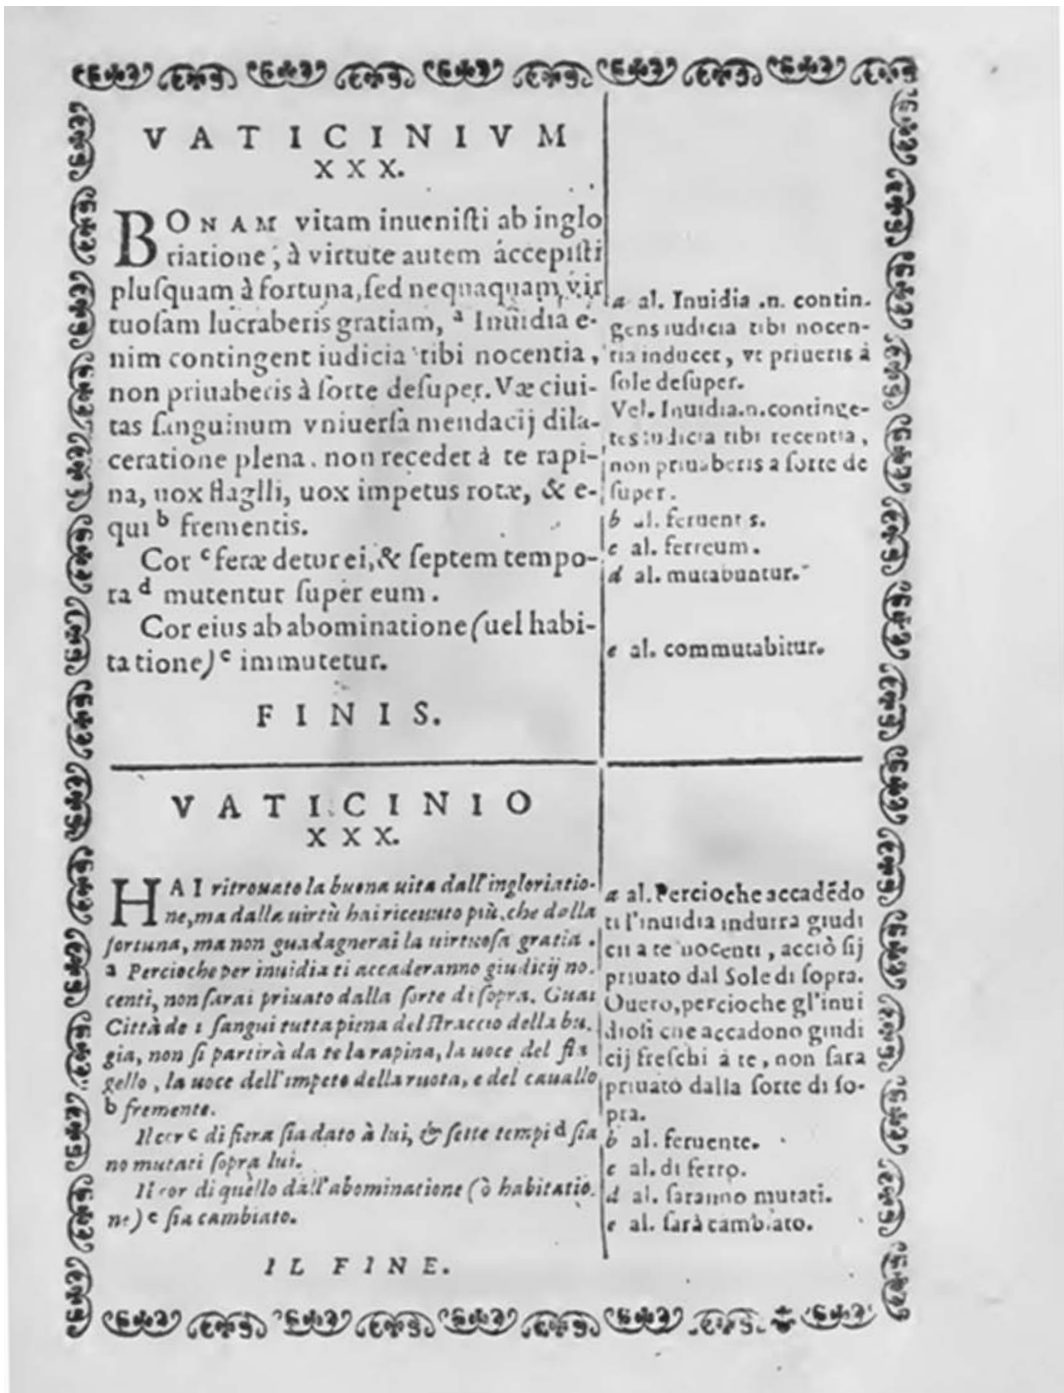 VATICINIVM
XXX.
BONAM vitam inuenisti ab inglo
riatione, à virtute autem áccepisti
plusquam à fortuna, sed nequaquam vir
tuosam lucraberis gratiam, a Inuidia e-
nim contingent iudicia tibi nocentia,
non priuaberis à sorte desuper. Væ ciui-
tas sanguinum vniuersa mendacij dila-
ceratione plena. non recedet à te rapi-
na, uox flaglli, uox impetus rotæ, & e-
qui b frementis.
Cor c feræ detur ei, & septem tempo-
ra d mutentur super eum.
Cor eius ab abominatione (uel habi-
tatione) e immutetur.
FINIS.
a al. Inuidia .n. contin-
gens iudicia tibi nocen-
tia inducet, vt priueris à
sole desuper.
Vel. Inuidia.n.continge-
tes iudicia tibi recentia,
non priuaberis a sorte de
super.
b al. feruentis.
c al. ferreum.
d al. mutabuntur.
e al. commutabitur.
VATICINIO
XXX.
HAI ritrouato la buona uita dall'ingloriatio-
ne, ma dalla uirtù hai riceuuto più, che dalla
fortuna, ma non guadagnerai la uirtuosa gratia.
a Percioche per inuidia ti accaderanno giudicij no-
centi, non sarai priuato dalla sorte di sopra. Guai
Città de i sangui tutta piena del straccio della bu-
gia, non si partirà da te la rapina, la uoce del fla
gello, la uoce dell'impeto della ruota, e del cauallo
b fremente.
Il cor c di fiera sia dato à lui, & sette tempi d sia
no mutati sopra lui.
Il cor di quello dall'abominatione (ò habitatio-
ne) e sia cambiato.
IL FINE.
a al. Percioche accadēdo
ti l'inuidia indurra giudi
cii a te nocenti, acciò sij
priuato dal Sole di sopra.
Ouero, percioche gl'inui
diosi che accadono giudi
cij freschi à te, non sara
priuato dalla sorte di so-
pra.
b al. feruente.
c al. di ferro.
d al. saranno mutati.
e al. sarà cambiato.